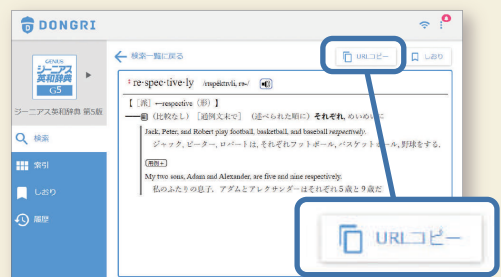 DONGRI
GENIUS
ジーニアス
英和辞典
G5
ジーニアス英和辞典 第5版
検索
索引
しおり
履歴
検索一覧に戻る
URLコピー
しおり
*re·spec·tive·ly /rispéktivli, rə-/
【［派］←respective（形）】
━━副（比較なし）［通例文末で］（述べられた順に）それぞれ, めいめいに
Jack, Peter, and Robert play football, basketball, and baseball respectively.
ジャック, ピーター, ロバートは, それぞれフットボール, バスケットボール, 野球をする.
用例+
My two sons, Adam and Alexander, are five and nine respectively.
私のふたりの息子, アダムとアレクサンダーはそれぞれ5歳と9歳だ
URLコピー